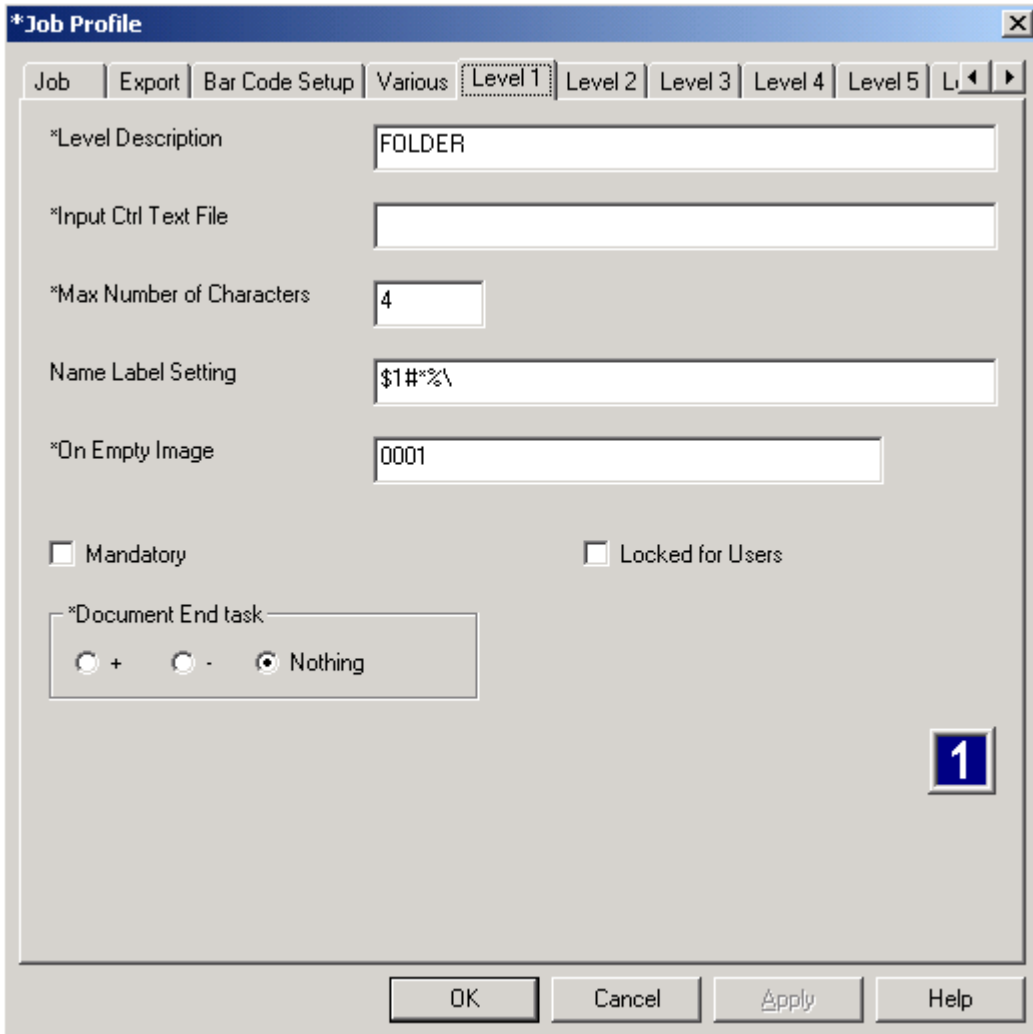 *Job Profile
Job Export Bar Code Setup Various Level 1 Level 2 Level 3 Level 4 Level 5
*Level Description FOLDER
*Input Ctrl Text File
*Max Number of Characters 4
Name Label Setting $1#*%\
*On Empty Image 0001
Mandatory Locked for Users
*Document End task
+ - Nothing
1
OK Cancel Apply Help